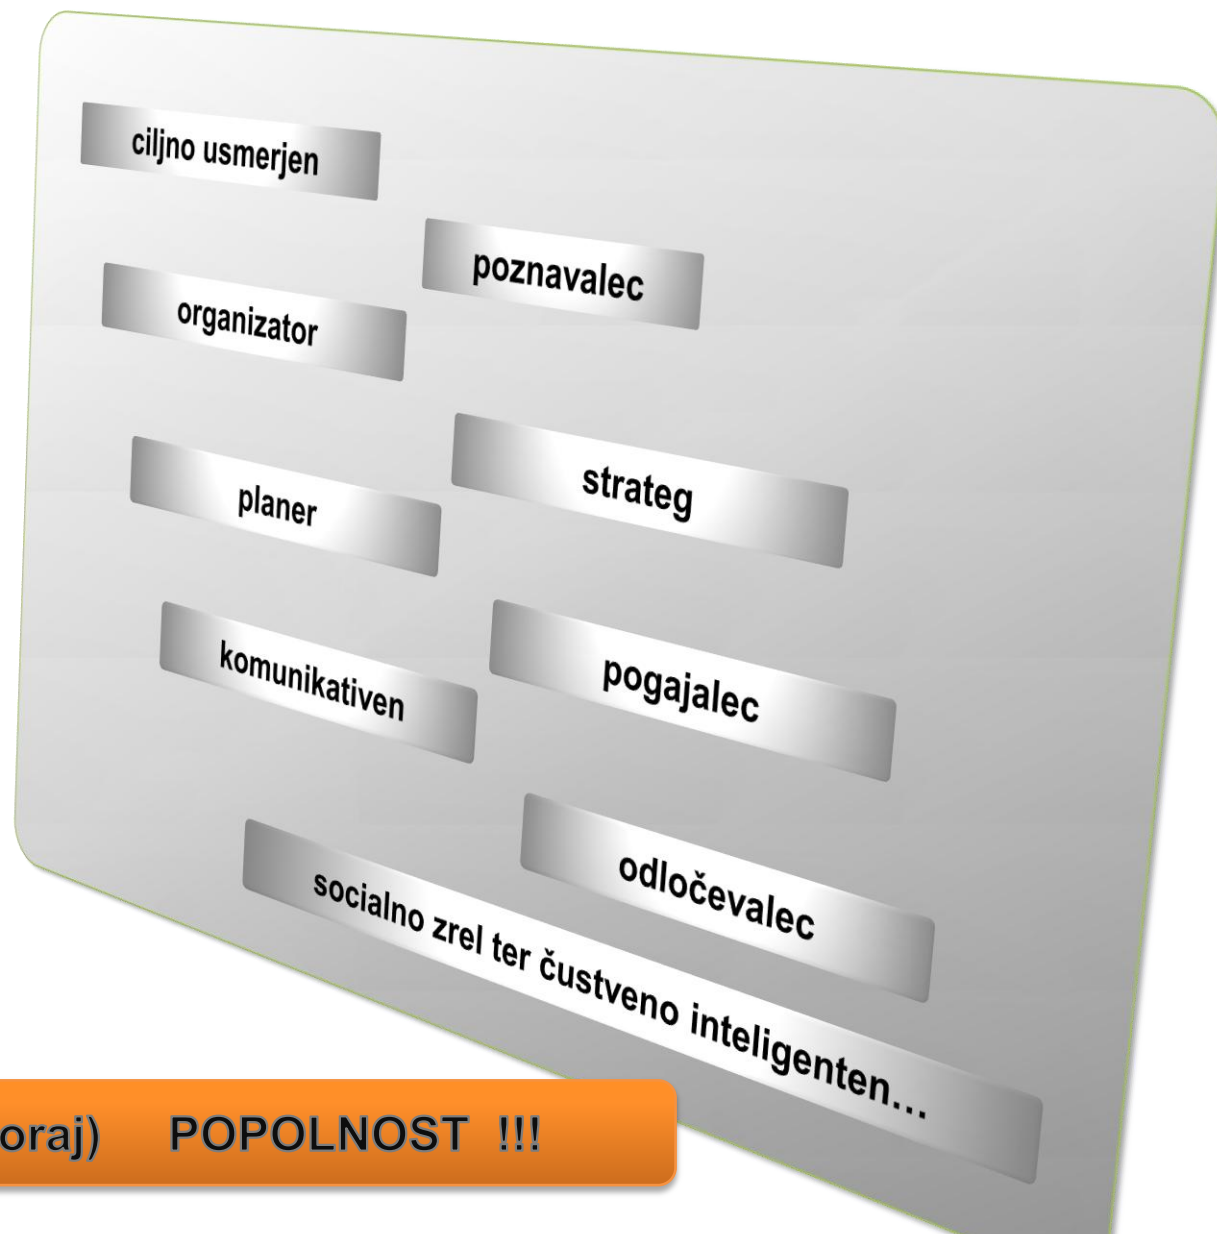 ciljno usmerjen
poznavalec
organizator
strateg
planer
pogajalec
komunikativen
odločevalec
socialno zrel ter čustveno inteligenten...
oraj) POPOLNOST !!!